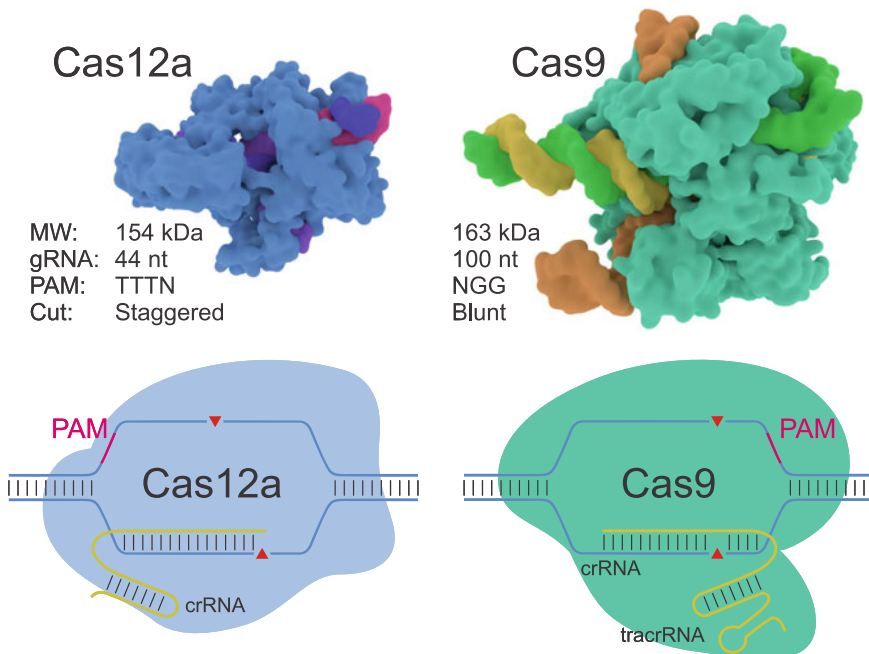 Cas12a
Cas9
MW: 154 kDa
gRNA: 44 nt
PAM: TTTN
Cut: Staggered
163 kDa
100 nt
NGG
Blunt
PAM
Cas12a
crRNA
PAM
Cas9
crRNA
tracrRNA